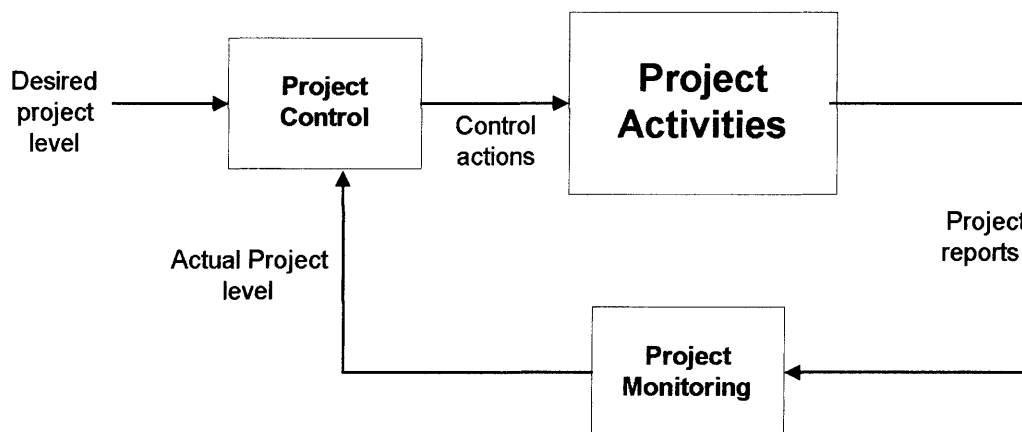 Desired
project
level
Project
Control
Control
actions
Project
Activities
Project
reports
Actual Project
level
Project
Monitoring